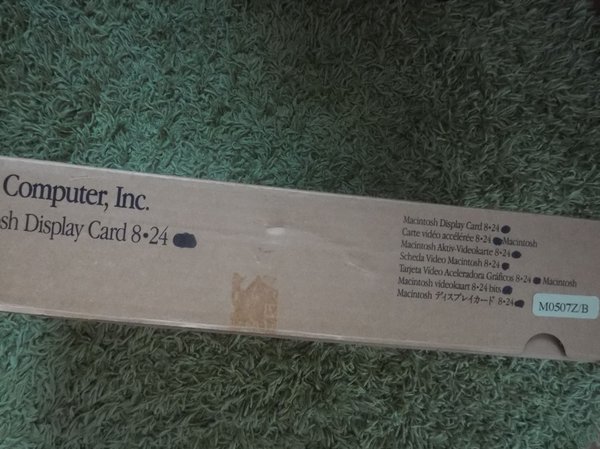 Computer, Inc.
sh Display Card 8•24
Macintosh Display Card 8•24
Carte vidéo accélérée 8•24 Macintosh
Macintosh Aktiv-Videokarte 8•24
Scheda Video Macintosh 8•24
Tarjeta Vídeo Aceleradora Gráficos 8•24 Macintosh
Macintosh videokaart 8•24 bits
Macintosh ディスプレイカード 8•24
M0507Z/B